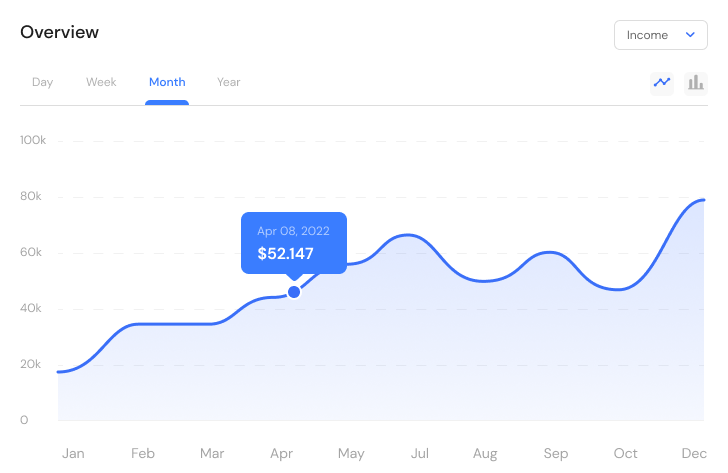 Overview
Income
Day Week Month Year
100k
80k
Apr 08, 2022
$52.147
60k
40k
20k
0
Jan Feb Mar Apr May Jul Aug Sep Oct Dec